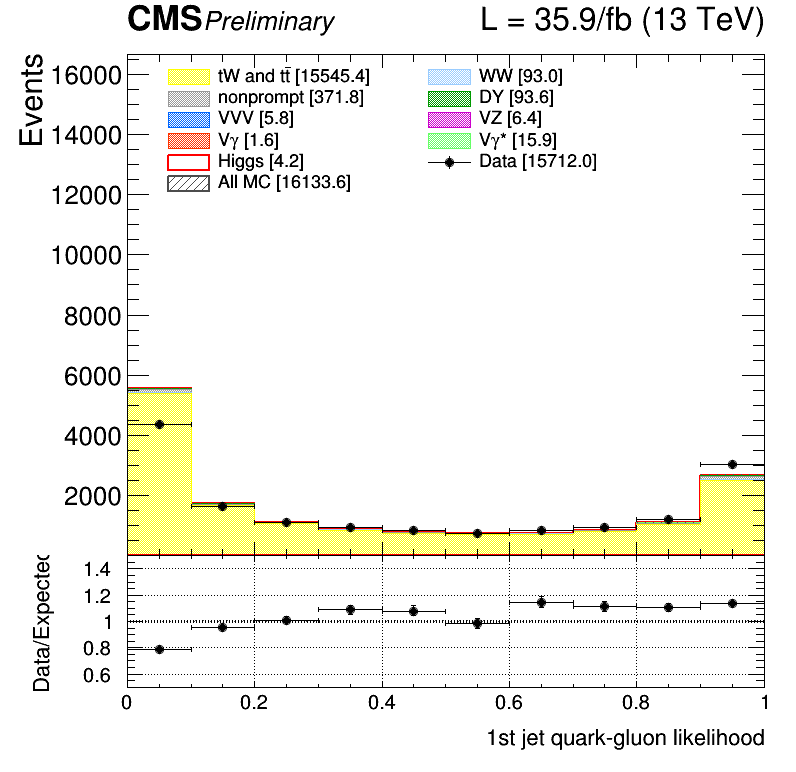 CMS Preliminary L = 35.9/fb (13 TeV)
Events
16000
14000
12000
10000
8000
6000
4000
2000
tW and tt̄ [15545.4]
nonprompt [371.8]
VVV [5.8]
Vγ [1.6]
Higgs [4.2]
All MC [16133.6]
WW [93.0]
DY [93.6]
VZ [6.4]
Vγ* [15.9]
Data [15712.0]
Data/Expected
1.4
1.2
1
0.8
0.6
0 0.2 0.4 0.6 0.8 1
1st jet quark-gluon likelihood